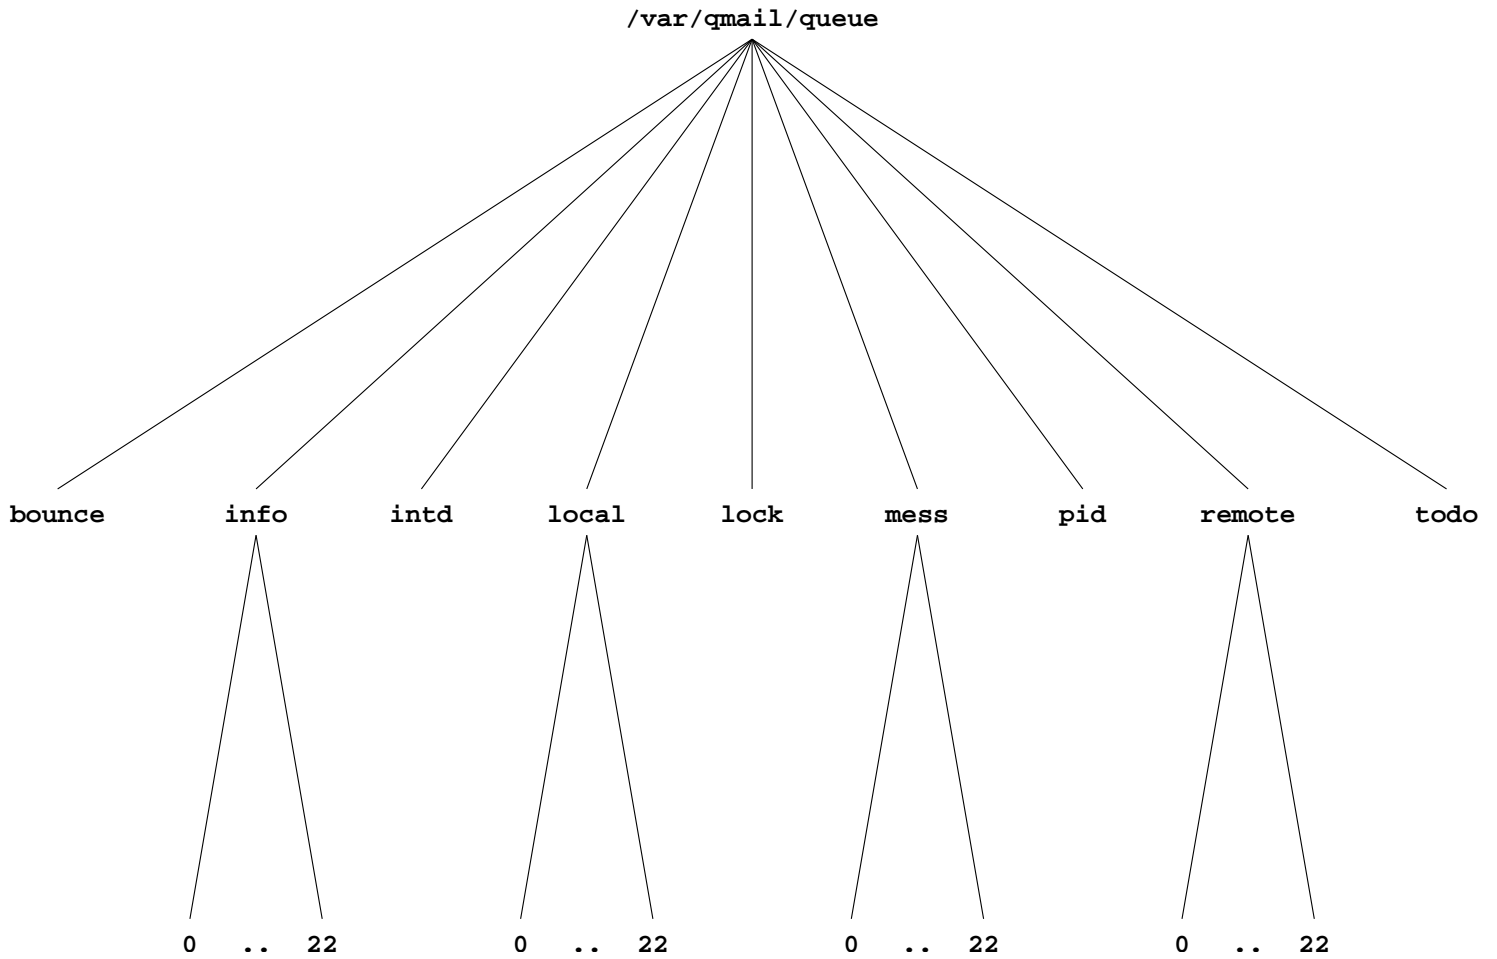 /var/qmail/queue
bounce info intd local lock mess pid remote todo
0 .. 22 0 .. 22 0 .. 22 0 .. 22